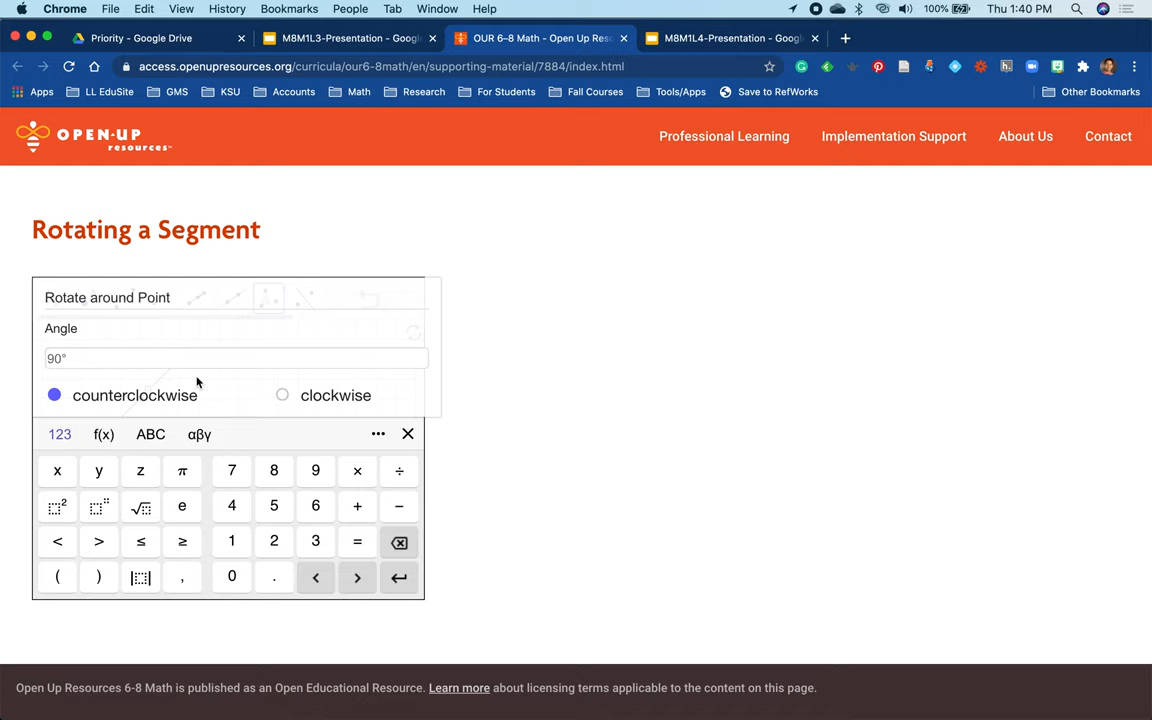 Chrome File Edit View History Bookmarks People Tab Window Help 100% Thu 1:40 PM
Priority - Google Drive M8M1L3-Presentation - Googl OUR 6–8 Math - Open Up Reso M8M1L4-Presentation - Googl
access.openupresources.org/curricula/our6-8math/en/supporting-material/7884/index.html
Apps LL EduSite GMS KSU Accounts Math Research For Students Fall Courses Tools/Apps Save to RefWorks Other Bookmarks
OPEN-UP
resources™
Professional Learning Implementation Support About Us Contact
Rotating a Segment
Rotate around Point
Angle
90°
counterclockwise clockwise
123 f(x) ABC αβγ ••• ✕
x y z π 7 8 9 × ÷
⬚² ⬚⬚ √⬚ e 4 5 6 + −
< > ≤ ≥ 1 2 3 =
( ) |⬚| , 0 . < >
Open Up Resources 6-8 Math is published as an Open Educational Resource. Learn more about licensing terms applicable to the content on this page.